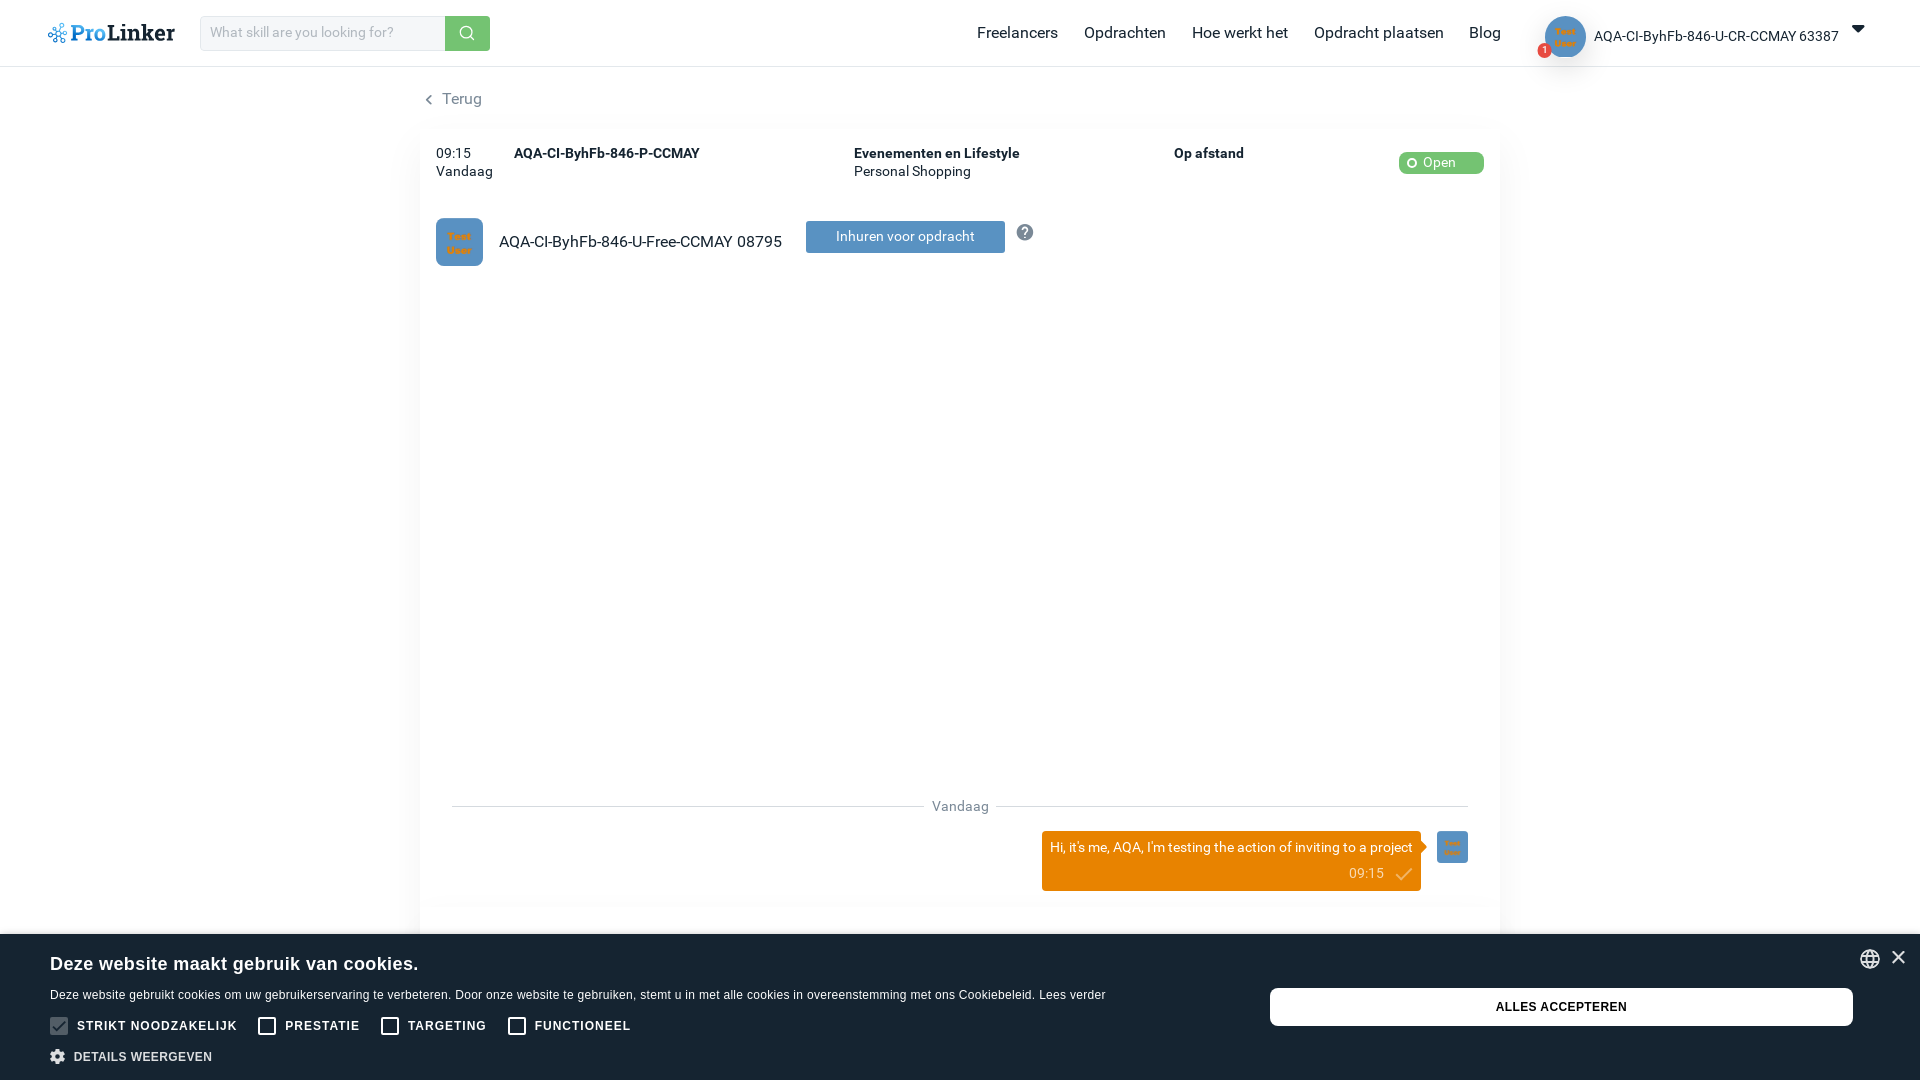 ProLinker
What skill are you looking for?
Freelancers
Opdrachten
Hoe werkt het
Opdracht plaatsen
Blog
Test
User
1
AQA-CI-ByhFb-846-U-CR-CCMAY 63387
Terug
09:15
Vandaag
AQA-CI-ByhFb-846-P-CCMAY
Evenementen en Lifestyle
Personal Shopping
Op afstand
Open
Test
User
AQA-CI-ByhFb-846-U-Free-CCMAY 08795
Inhuren voor opdracht
?
Vandaag
Hi, it's me, AQA, I'm testing the action of inviting to a project
09:15
Test
User
Deze website maakt gebruik van cookies.
Deze website gebruikt cookies om uw gebruikerservaring te verbeteren. Door onze website te gebruiken, stemt u in met alle cookies in overeenstemming met ons Cookiebeleid. Lees verder
STRIKT NOODZAKELIJK
PRESTATIE
TARGETING
FUNCTIONEEL
DETAILS WEERGEVEN
ALLES ACCEPTEREN
×